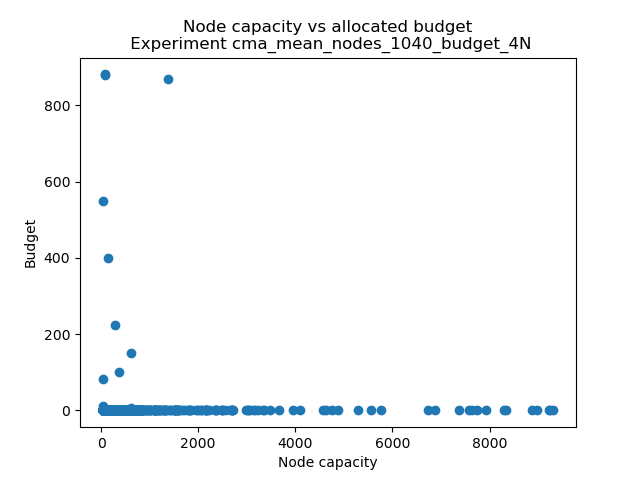 Node capacity vs allocated budget
Experiment cma_mean_nodes_1040_budget_4N
Budget
800
600
400
200
0
0 2000 4000 6000 8000
Node capacity